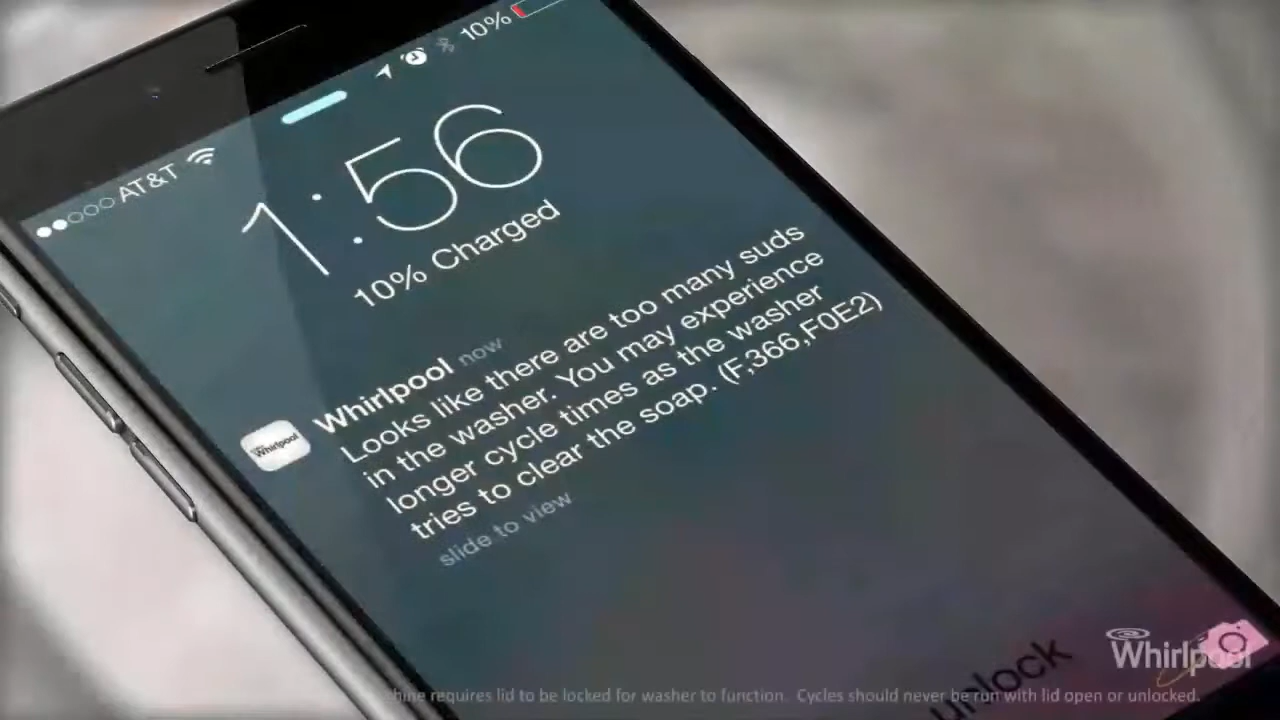 10%
AT&T
1:56
10% Charged
Whirlpool now
Looks like there are too many suds
in the washer. You may experience
longer cycle times as the washer
tries to clear the soap. (F,366,F0E2)
slide to view
Whirlpool
unlock
Whirlpool
requires lid to be locked for washer to function. Cycles should never be run with lid open or unlocked.